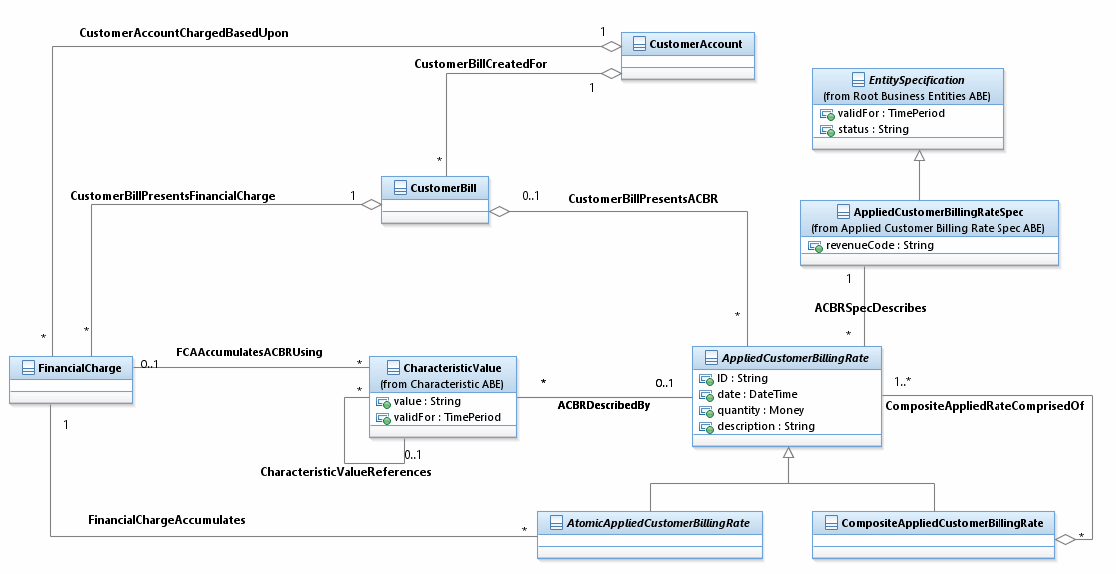 CustomerAccountChargedBasedUpon
1
CustomerAccount
CustomerBillCreatedFor
1
*
EntitySpecification
(from Root Business Entities ABE)
validFor : TimePeriod
status : String
CustomerBillPresentsFinancialCharge
1
CustomerBill
0..1
CustomerBillPresentsACBR
AppliedCustomerBillingRateSpec
(from Applied Customer Billing Rate Spec ABE)
revenueCode : String
1
ACBRSpecDescribes
*
*
*
*
FinancialCharge
0..1
FCAAccumulatesACBRUsing
*
CharacteristicValue
(from Characteristic ABE)
value : String
validFor : TimePeriod
*
0..1
CharacteristicValueReferences
*
ACBRDescribedBy
0..1
AppliedCustomerBillingRate
ID : String
date : DateTime
quantity : Money
description : String
1..*
CompositeAppliedRateComprisedOf
1
FinancialChargeAccumulates
*
AtomicAppliedCustomerBillingRate
CompositeAppliedCustomerBillingRate
*